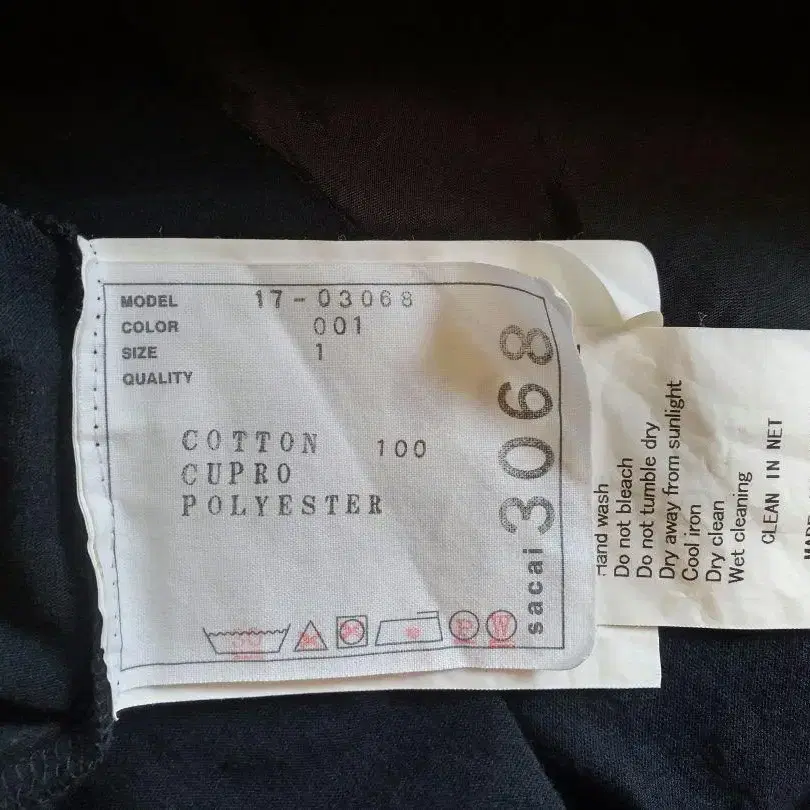 MODEL 17-03068
COLOR 001
SIZE 1
QUALITY
COTTON 100
CUPRO
POLYESTER
sacai 3068
Hand wash
Do not bleach
Do not tumble dry
Dry away from sunlight
Cool iron
Dry clean
Wet cleaning
CLEAN IN NET